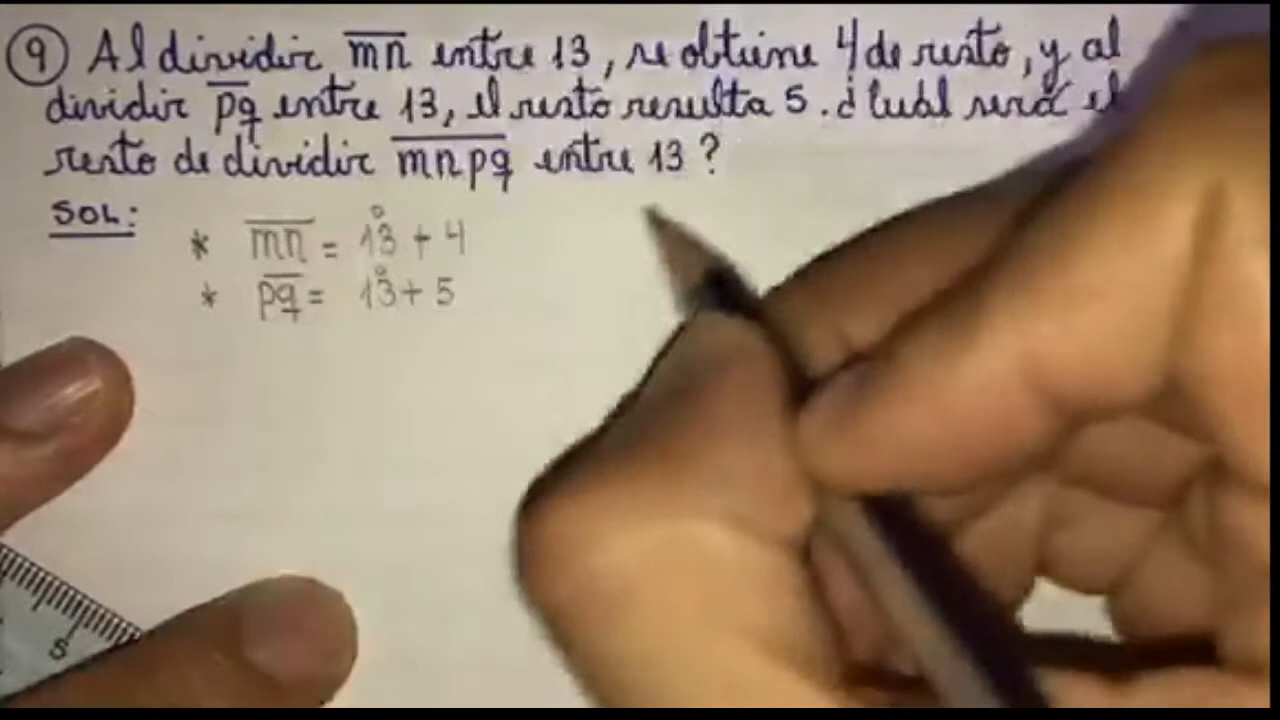 9 Al dividir mn entre 13, se obtiene 4 de resto, y al
dividir pq entre 13, el resto resulta 5. ¿Cuál será el
resto de dividir mnpq entre 13?
SOL:
* mn = 13 + 4
* pq = 13 + 5
5